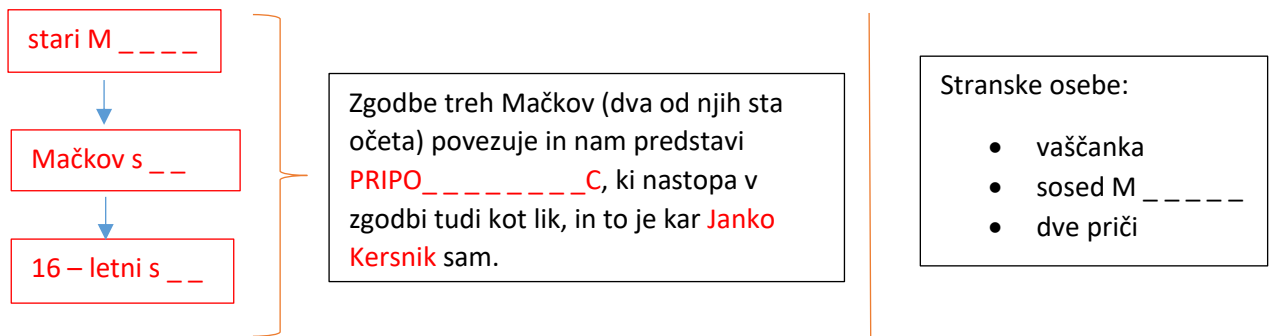 stari M _ _ _ _
Mačkov s _ _
16 – letni s _ _
Zgodbe treh Mačkov (dva od njih sta
očeta) povezuje in nam predstavi
PRIPO_ _ _ _ _ _ _ _C, ki nastopa v
zgodbi tudi kot lik, in to je kar Janko
Kersnik sam.
Stranske osebe:
• vaščanka
• sosed M _ _ _ _ _
• dve priči